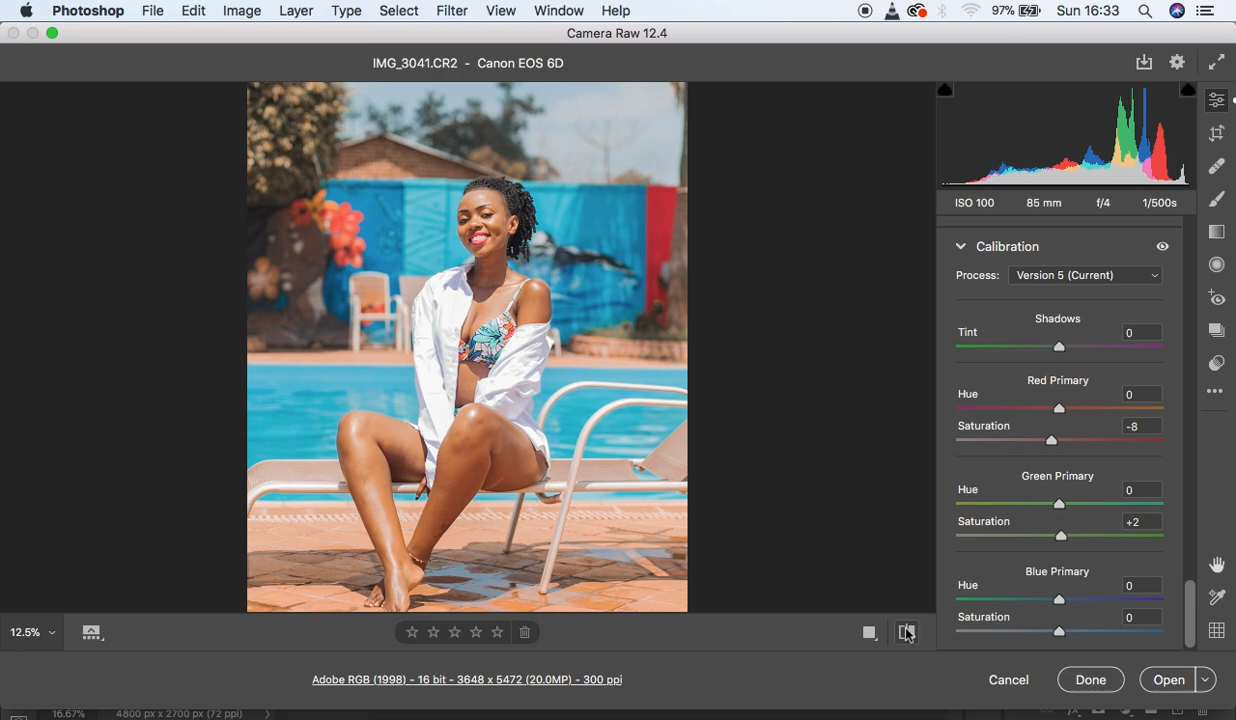 Photoshop File Edit Image Layer Type Select Filter View Window Help 97% Sun 16:33
Camera Raw 12.4
IMG_3041.CR2 - Canon EOS 6D
ISO 100 85 mm f/4 1/500s
Calibration
Process: Version 5 (Current)
Shadows
Tint 0
Red Primary
Hue 0
Saturation -8
Green Primary
Hue 0
Saturation +2
Blue Primary
Hue 0
Saturation 0
12.5%
Adobe RGB (1998) - 16 bit - 3648 x 5472 (20.0MP) - 300 ppi
Cancel Done Open
16.67% 4800 px x 2700 px (72 ppi)